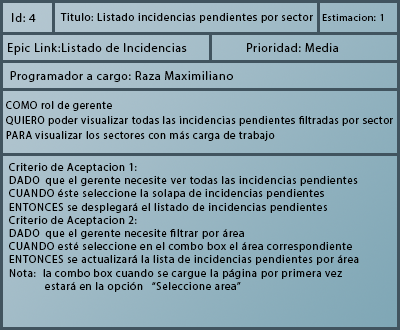 Id: 4
Titulo: Listado incidencias pendientes por sector
Estimacion: 1
Epic Link:Listado de Incidencias
Prioridad: Media
Programador a cargo: Raza Maximiliano
COMO rol de gerente
QUIERO poder visualizar todas las incidencias pendientes filtradas por sector
PARA visualizar los sectores con más carga de trabajo
Criterio de Aceptacion 1:
DADO que el gerente necesite ver todas las incidencias pendientes
CUANDO éste seleccione la solapa de incidencias pendientes
ENTONCES se desplegará el listado de incidencias pendientes
Criterio de Aceptacion 2:
DADO que el gerente necesite filtrar por área
CUANDO esté seleccione en el combo box el área correspondiente
ENTONCES se actualizará la lista de incidencias pendientes por área
Nota: la combo box cuando se cargue la página por primera vez
estará en la opción "Seleccione area"